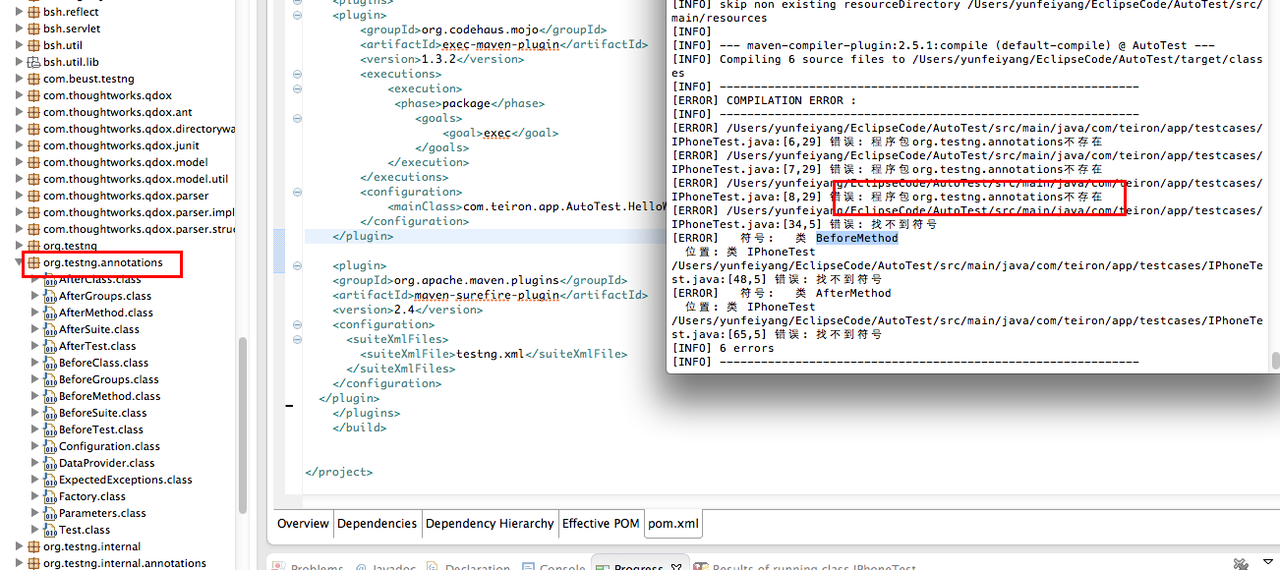 bsh.reflect
bsh.servlet
bsh.util
bsh.util.lib
com.beust.testng
com.thoughtworks.qdox
com.thoughtworks.qdox.ant
com.thoughtworks.qdox.directorywa
com.thoughtworks.qdox.junit
com.thoughtworks.qdox.model
com.thoughtworks.qdox.model.util
com.thoughtworks.qdox.parser
com.thoughtworks.qdox.parser.impl
com.thoughtworks.qdox.parser.struc
org.testng
org.testng.annotations
AfterClass.class
AfterGroups.class
AfterMethod.class
AfterSuite.class
AfterTest.class
BeforeClass.class
BeforeGroups.class
BeforeMethod.class
BeforeSuite.class
BeforeTest.class
Configuration.class
DataProvider.class
ExpectedExceptions.class
Factory.class
Parameters.class
Test.class
org.testng.internal
org.testng.internal.annotations
<plugins>
<plugin>
<groupId>org.codehaus.mojo</groupId>
<artifactId>exec-maven-plugin</artifactId>
<version>1.3.2</version>
<executions>
<execution>
<phase>package</phase>
<goals>
<goal>exec</goal>
</goals>
</execution>
</executions>
<configuration>
<mainClass>com.teiron.app.AutoTest.HelloW
</configuration>
</plugin>
<plugin>
<groupId>org.apache.maven.plugins</groupId>
<artifactId>maven-surefire-plugin</artifactId>
<version>2.4</version>
<configuration>
<suiteXmlFiles>
<suiteXmlFile>testng.xml</suiteXmlFile>
</suiteXmlFiles>
</configuration>
</plugin>
</plugins>
</build>
</project>
Overview Dependencies Dependency Hierarchy Effective POM pom.xml
Problems @ Javadoc Declaration Console Progress Results of running class IPhoneTest
[INFO] skip non existing resourceDirectory /Users/yunfeiyang/EclipseCode/AutoTest/src/
main/resources
[INFO]
[INFO] --- maven-compiler-plugin:2.5.1:compile (default-compile) @ AutoTest ---
[INFO] Compiling 6 source files to /Users/yunfeiyang/EclipseCode/AutoTest/target/class
es
[INFO] -------------------------------------------------------------
[ERROR] COMPILATION ERROR :
[INFO] -------------------------------------------------------------
[ERROR] /Users/yunfeiyang/EclipseCode/AutoTest/src/main/java/com/teiron/app/testcases/
IPhoneTest.java:[6,29] 错误: 程序包org.testng.annotations不存在
[ERROR] /Users/yunfeiyang/EclipseCode/AutoTest/src/main/java/com/teiron/app/testcases/
IPhoneTest.java:[7,29] 错误: 程序包org.testng.annotations不存在
[ERROR] /Users/yunfeiyang/EclipseCode/AutoTest/src/main/java/com/teiron/app/testcases/
IPhoneTest.java:[8,29] 错误: 程序包org.testng.annotations不存在
[ERROR] /Users/yunfeiyang/EclipseCode/AutoTest/src/main/java/com/teiron/app/testcases/
IPhoneTest.java:[34,5] 错误: 找不到符号
[ERROR] 符号: 类 BeforeMethod
位置: 类 IPhoneTest
/Users/yunfeiyang/EclipseCode/AutoTest/src/main/java/com/teiron/app/testcases/IPhoneTe
st.java:[48,5] 错误: 找不到符号
[ERROR] 符号: 类 AfterMethod
位置: 类 IPhoneTest
/Users/yunfeiyang/EclipseCode/AutoTest/src/main/java/com/teiron/app/testcases/IPhoneTe
st.java:[65,5] 错误: 找不到符号
[INFO] 6 errors
[INFO] -------------------------------------------------------------